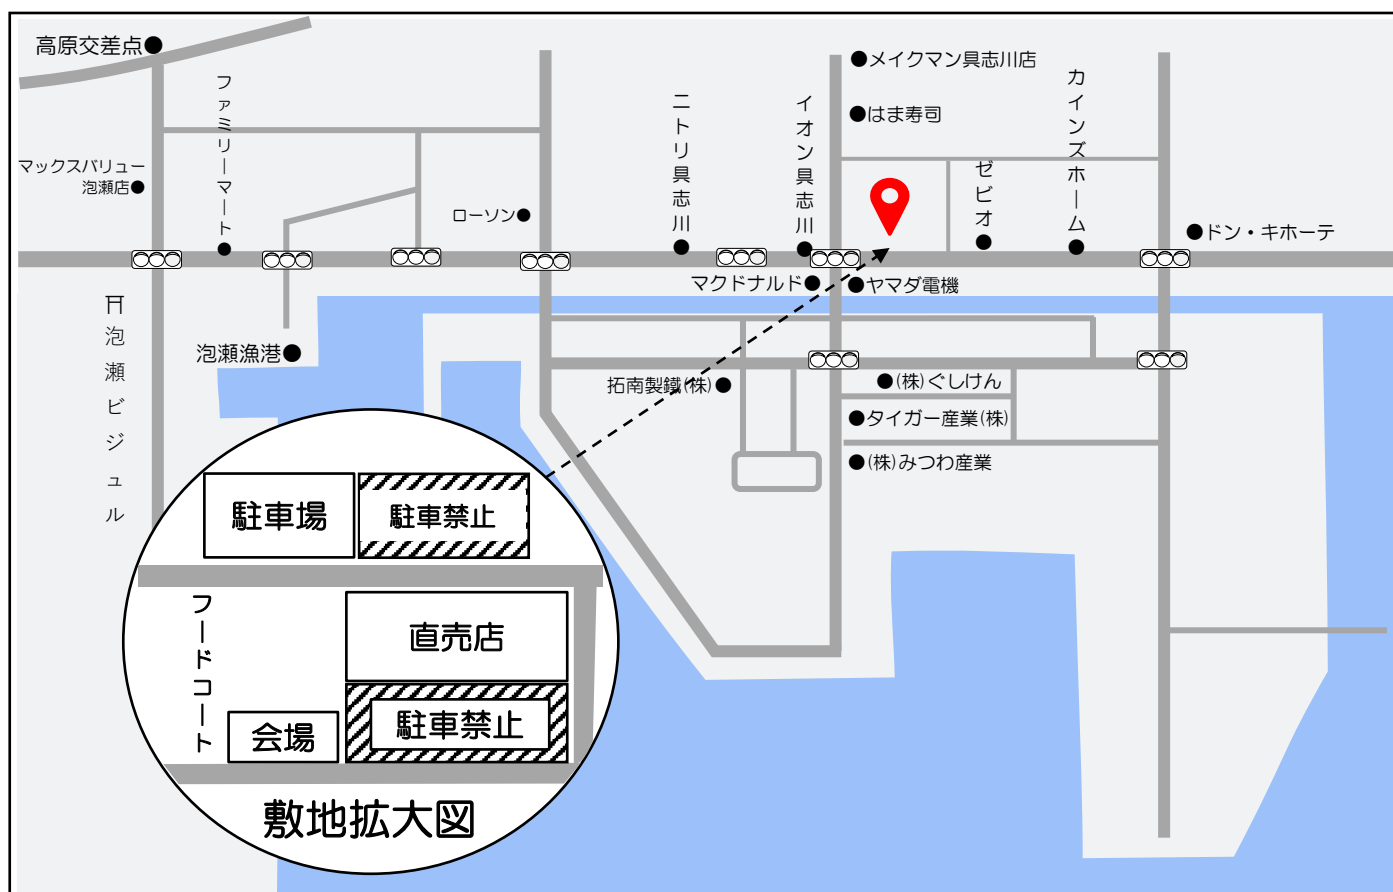 高原交差点
ファミリーマート
マックスバリュー
泡瀬店
ローソン
ニトリ具志川
イオン具志川
メイクマン具志川店
はま寿司
ゼビオ
カインズホーム
ドン・キホーテ
マクドナルド
ヤマダ電機
泡瀬ビジュル
泡瀬漁港
拓南製鐵(株)
(株)ぐしけん
タイガー産業(株)
(株)みつわ産業
駐車場
駐車禁止
フードコート
直売店
会場
駐車禁止
敷地拡大図